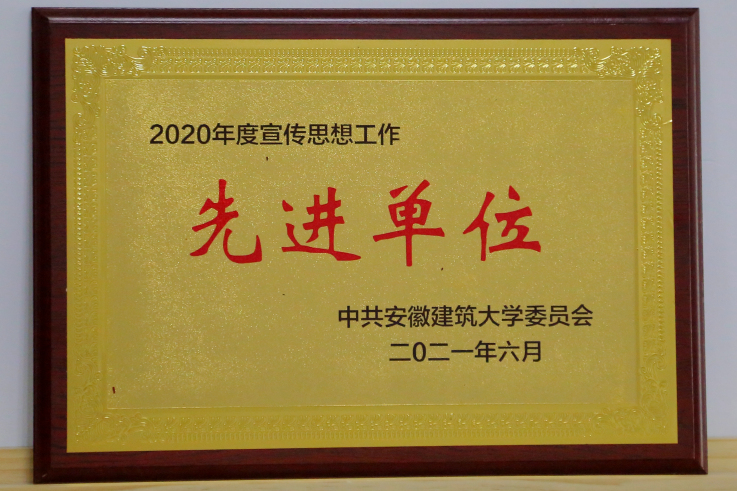 2020年度宣传思想工作
先进单位
中共安徽建筑大学委员会
二0二一年六月